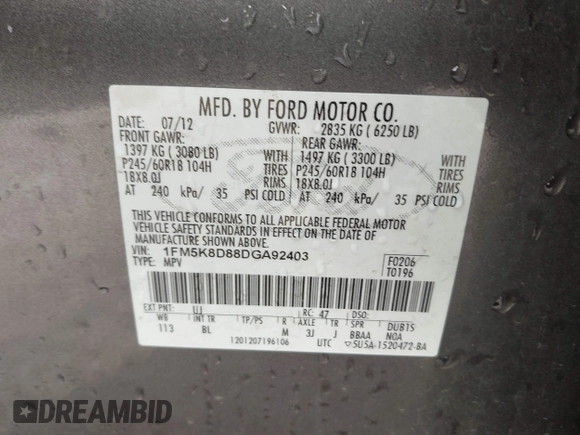 MFD. BY FORD MOTOR CO.
DATE: 07/12 GVWR: 2835 KG ( 6250 LB)
FRONT GAWR: REAR GAWR:
1397 KG ( 3080 LB) WITH 1497 KG ( 3300 LB) WITH
P245/60R18 104H TIRES P245/60R18 104H TIRES
18X8.0J RIMS 18X8.0J RIMS
AT 240 kPa/ 35 PSI COLD AT 240 kPa/ 35 PSI COLD
THIS VEHICLE CONFORMS TO ALL APPLICABLE FEDERAL MOTOR
VEHICLE SAFETY STANDARDS IN EFFECT ON THE DATE OF
MANUFACTURE SHOWN ABOVE.
VIN: 1FM5K8D88DGA92403 F0206
TYPE: MPV T0196
EXT PNT: UJ RC: 47 DSO:
WB INT TR TP/PS R AXLE TR SPR DUB1S
113 BL M 3J J BBAA NOA
1201207196106 UTC 5U5A-1520472-BA
DREAMBID